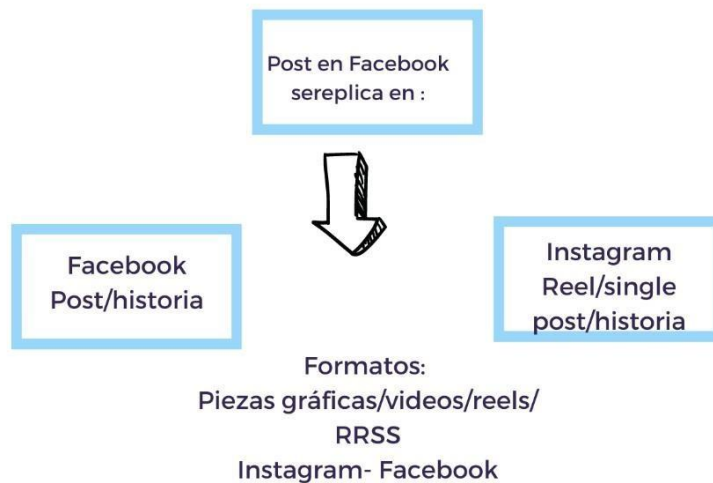 Post en Facebook
sereplica en :
Facebook
Post/historia
Instagram
Reel/single
post/historia
Formatos:
Piezas gráficas/videos/reels/
RRSS
Instagram- Facebook